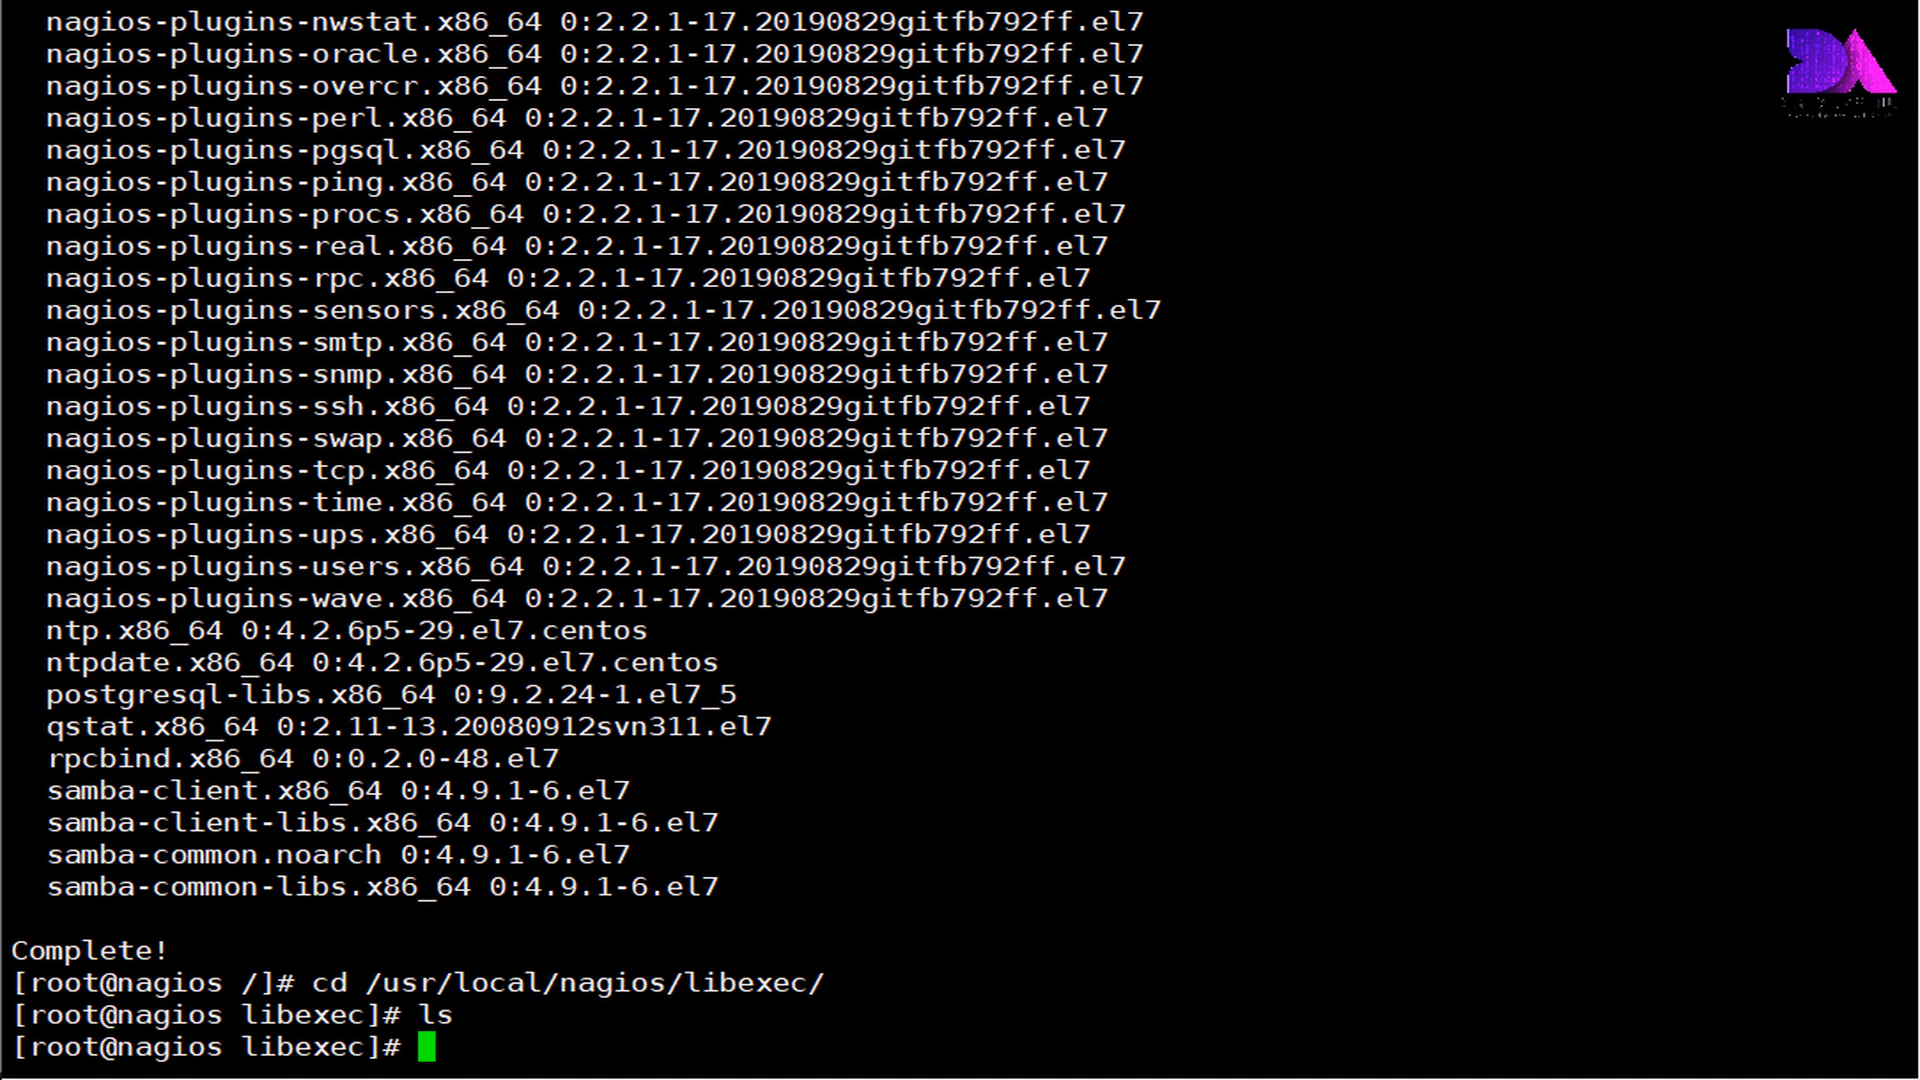 nagios-plugins-nwstat.x86_64 0:2.2.1-17.20190829gitfb792ff.el7
nagios-plugins-oracle.x86_64 0:2.2.1-17.20190829gitfb792ff.el7
nagios-plugins-overcr.x86_64 0:2.2.1-17.20190829gitfb792ff.el7
nagios-plugins-perl.x86_64 0:2.2.1-17.20190829gitfb792ff.el7
nagios-plugins-pgsql.x86_64 0:2.2.1-17.20190829gitfb792ff.el7
nagios-plugins-ping.x86_64 0:2.2.1-17.20190829gitfb792ff.el7
nagios-plugins-procs.x86_64 0:2.2.1-17.20190829gitfb792ff.el7
nagios-plugins-real.x86_64 0:2.2.1-17.20190829gitfb792ff.el7
nagios-plugins-rpc.x86_64 0:2.2.1-17.20190829gitfb792ff.el7
nagios-plugins-sensors.x86_64 0:2.2.1-17.20190829gitfb792ff.el7
nagios-plugins-smtp.x86_64 0:2.2.1-17.20190829gitfb792ff.el7
nagios-plugins-snmp.x86_64 0:2.2.1-17.20190829gitfb792ff.el7
nagios-plugins-ssh.x86_64 0:2.2.1-17.20190829gitfb792ff.el7
nagios-plugins-swap.x86_64 0:2.2.1-17.20190829gitfb792ff.el7
nagios-plugins-tcp.x86_64 0:2.2.1-17.20190829gitfb792ff.el7
nagios-plugins-time.x86_64 0:2.2.1-17.20190829gitfb792ff.el7
nagios-plugins-ups.x86_64 0:2.2.1-17.20190829gitfb792ff.el7
nagios-plugins-users.x86_64 0:2.2.1-17.20190829gitfb792ff.el7
nagios-plugins-wave.x86_64 0:2.2.1-17.20190829gitfb792ff.el7
ntp.x86_64 0:4.2.6p5-29.el7.centos
ntpdate.x86_64 0:4.2.6p5-29.el7.centos
postgresql-libs.x86_64 0:9.2.24-1.el7_5
qstat.x86_64 0:2.11-13.20080912svn311.el7
rpcbind.x86_64 0:0.2.0-48.el7
samba-client.x86_64 0:4.9.1-6.el7
samba-client-libs.x86_64 0:4.9.1-6.el7
samba-common.noarch 0:4.9.1-6.el7
samba-common-libs.x86_64 0:4.9.1-6.el7
Complete!
[root@nagios /]# cd /usr/local/nagios/libexec/
[root@nagios libexec]# ls
[root@nagios libexec]#